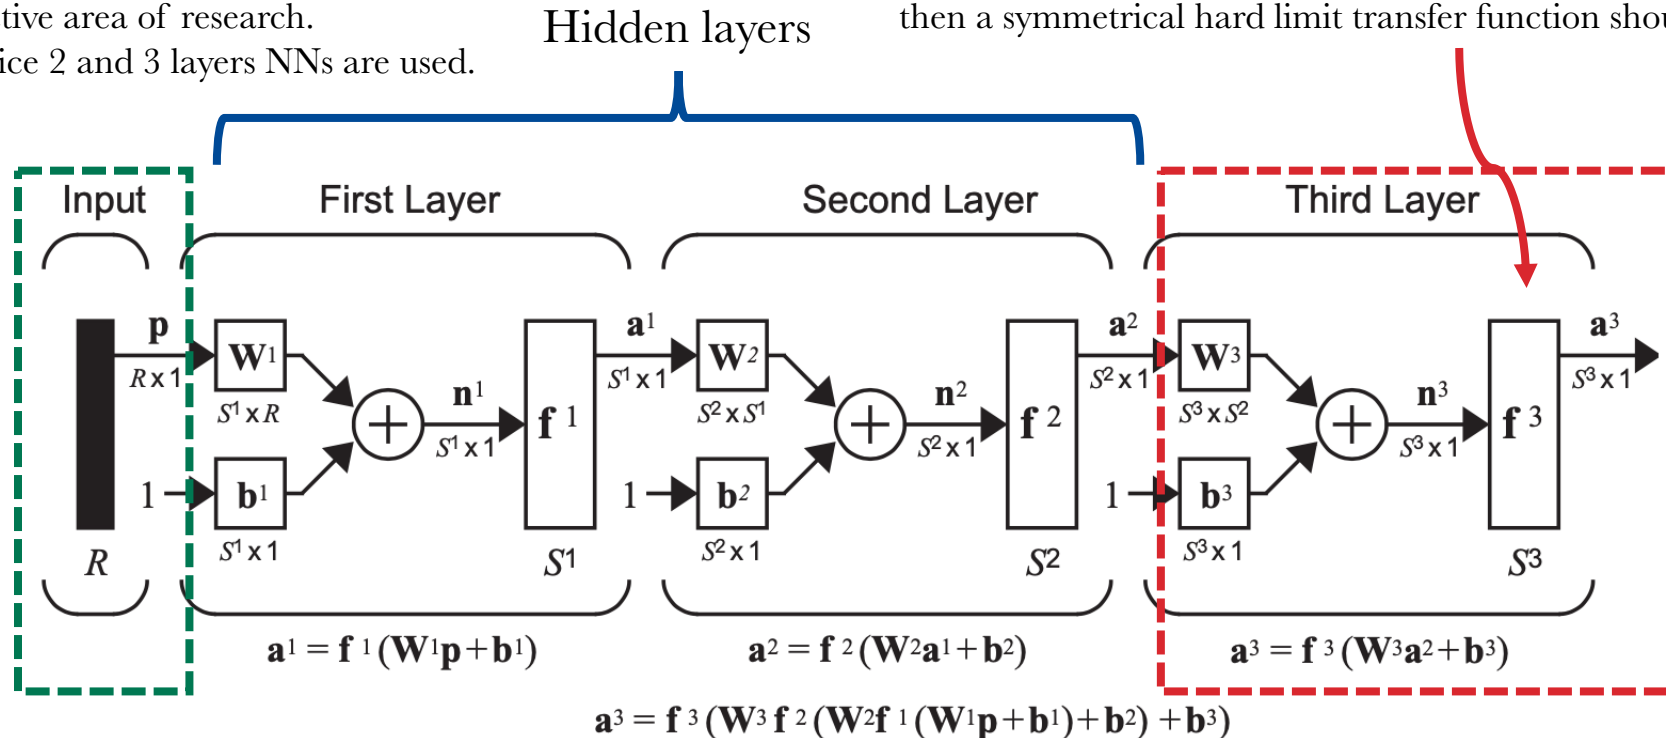 tive area of research.
ice 2 and 3 layers NNs are used.
Hidden layers
then a symmetrical hard limit transfer function shou
Input
First Layer
Second Layer
Third Layer
p
R x 1
W¹
S¹ x R
1
b¹
S¹ x 1
n¹
S¹ x 1
f ¹
a¹
S¹ x 1
W²
S² x S¹
1
b²
S² x 1
n²
S² x 1
f ²
a²
S² x 1
W³
S³ x S²
1
b³
S³ x 1
n³
S³ x 1
f ³
a³
S³ x 1
R
S¹
S²
S³
a¹ = f ¹ (W¹p + b¹)
a² = f ² (W²a¹ + b²)
a³ = f ³ (W³a² + b³)
a³ = f ³ (W³ f ² (W²f ¹ (W¹p + b¹) + b²) + b³)